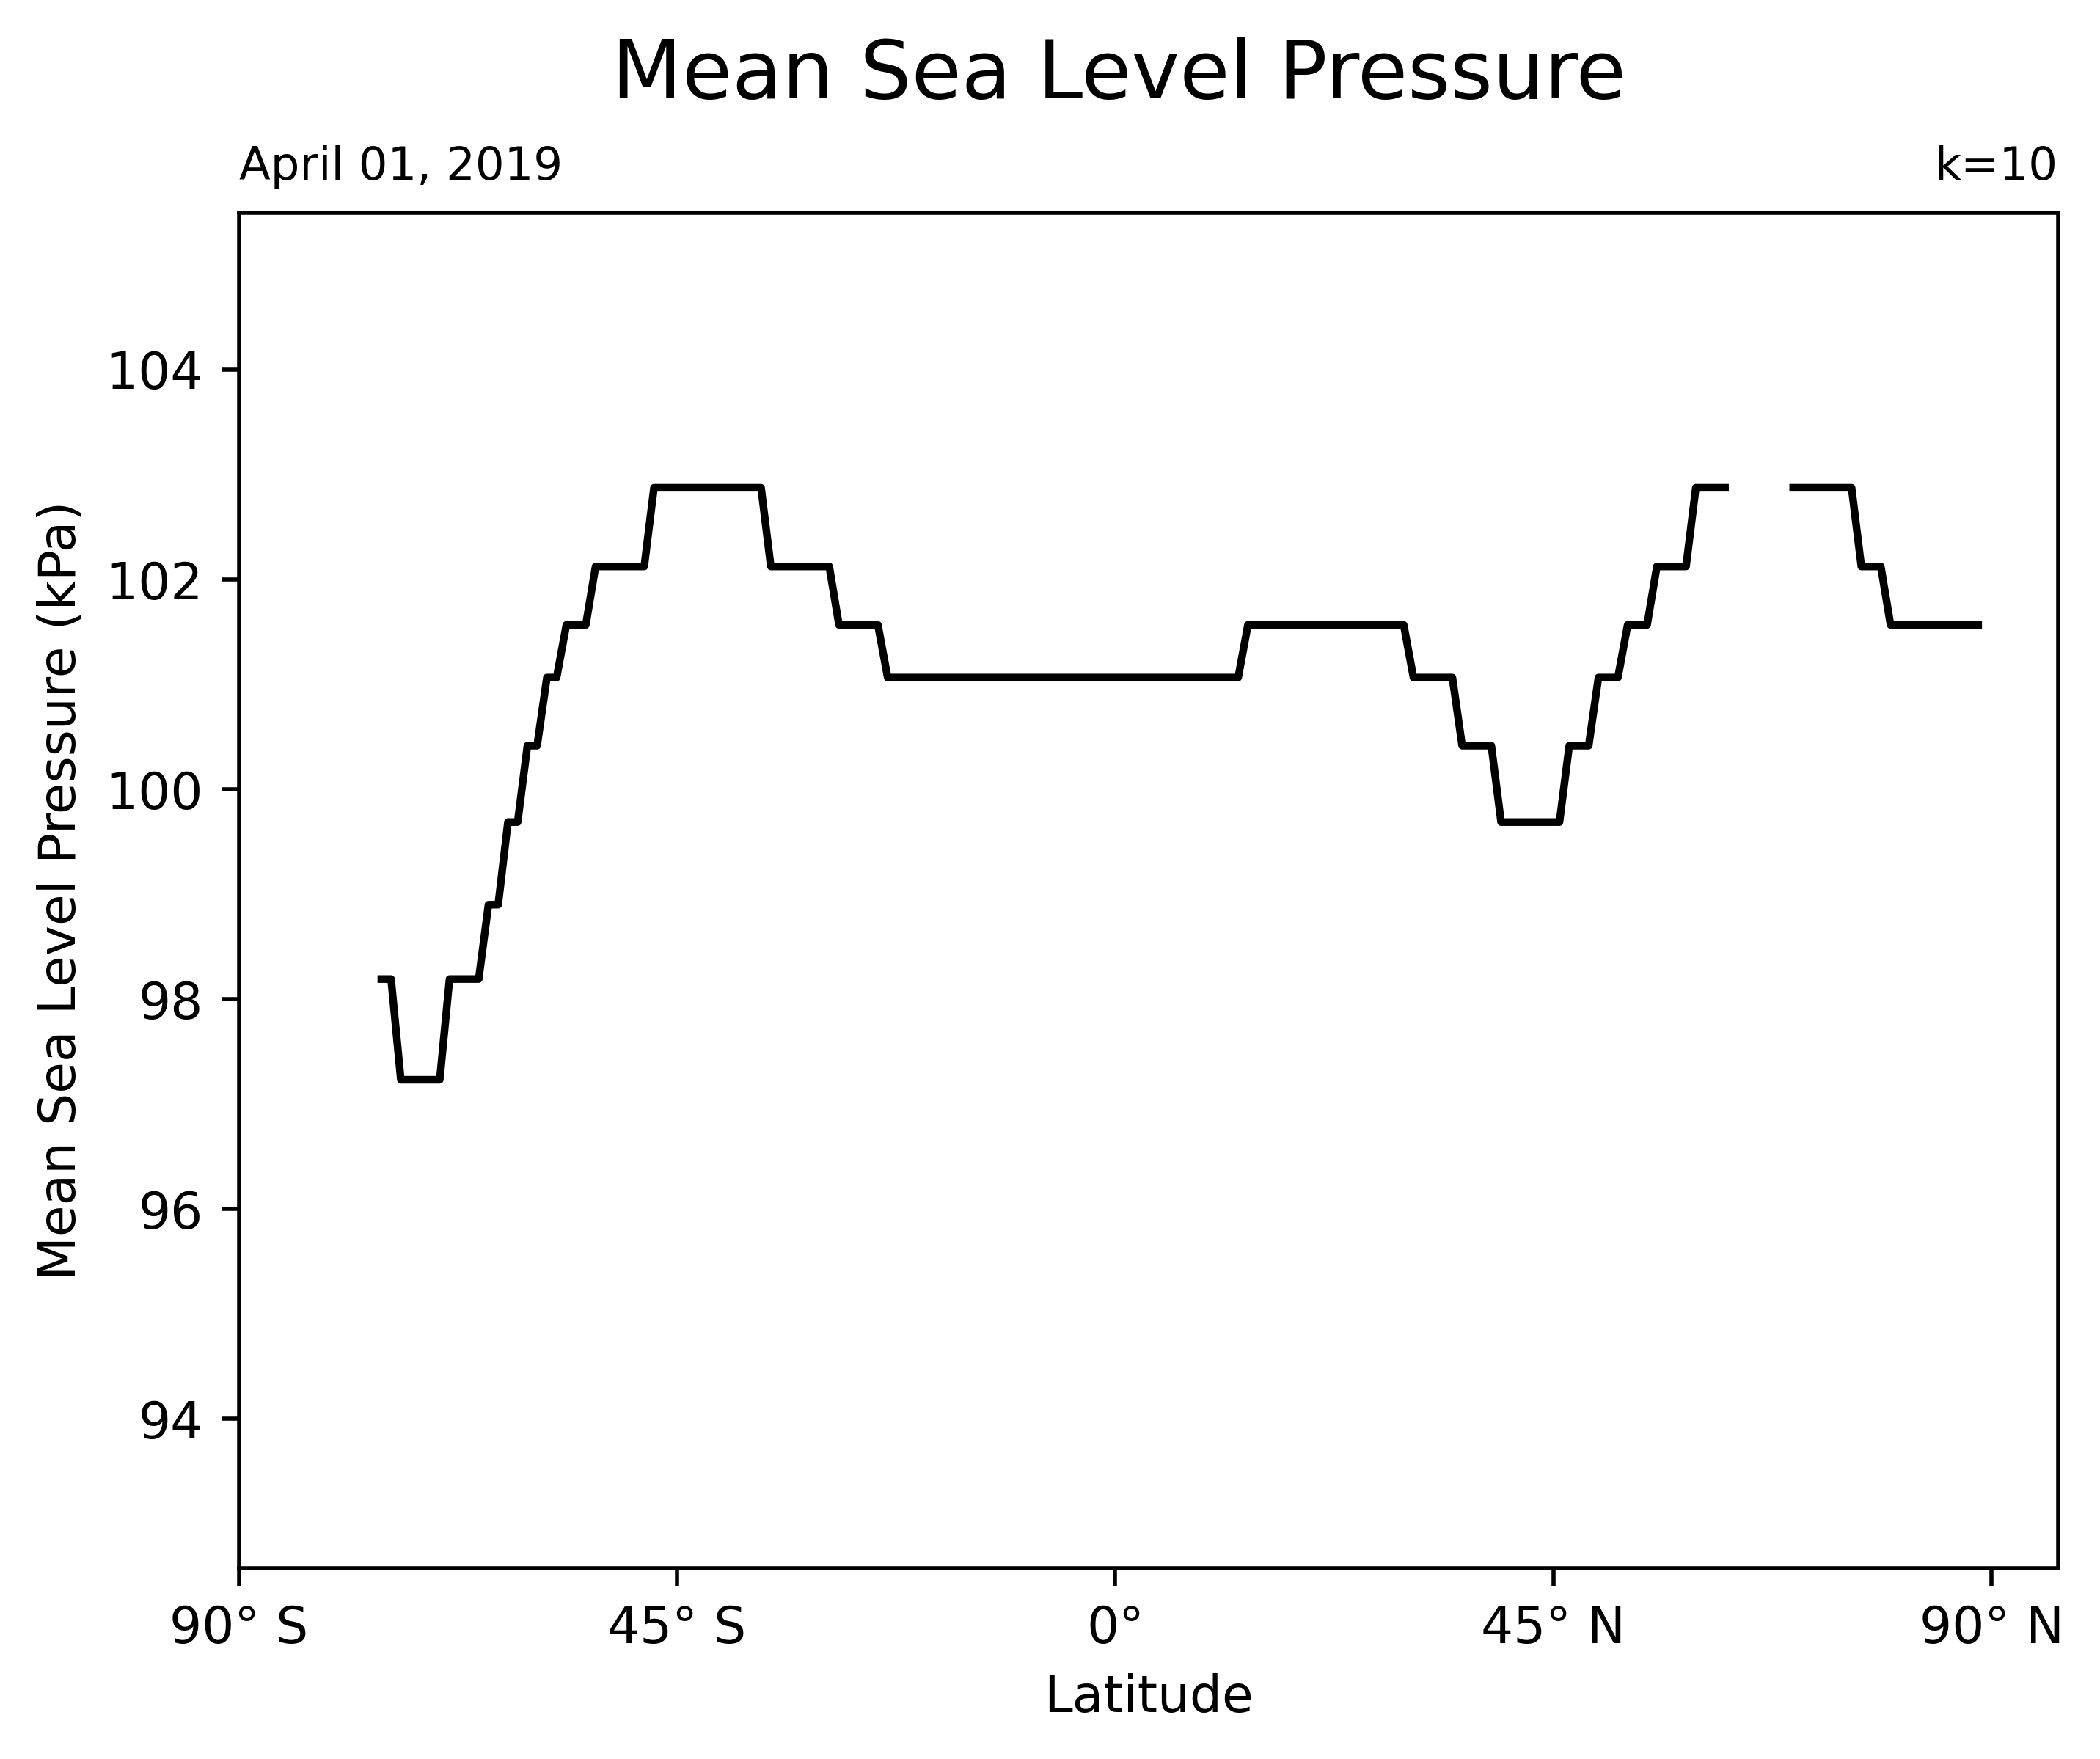 Mean Sea Level Pressure
April 01, 2019
k=10
Mean Sea Level Pressure (kPa)
104
102
100
98
96
94
90° S
45° S
0°
45° N
90° N
Latitude